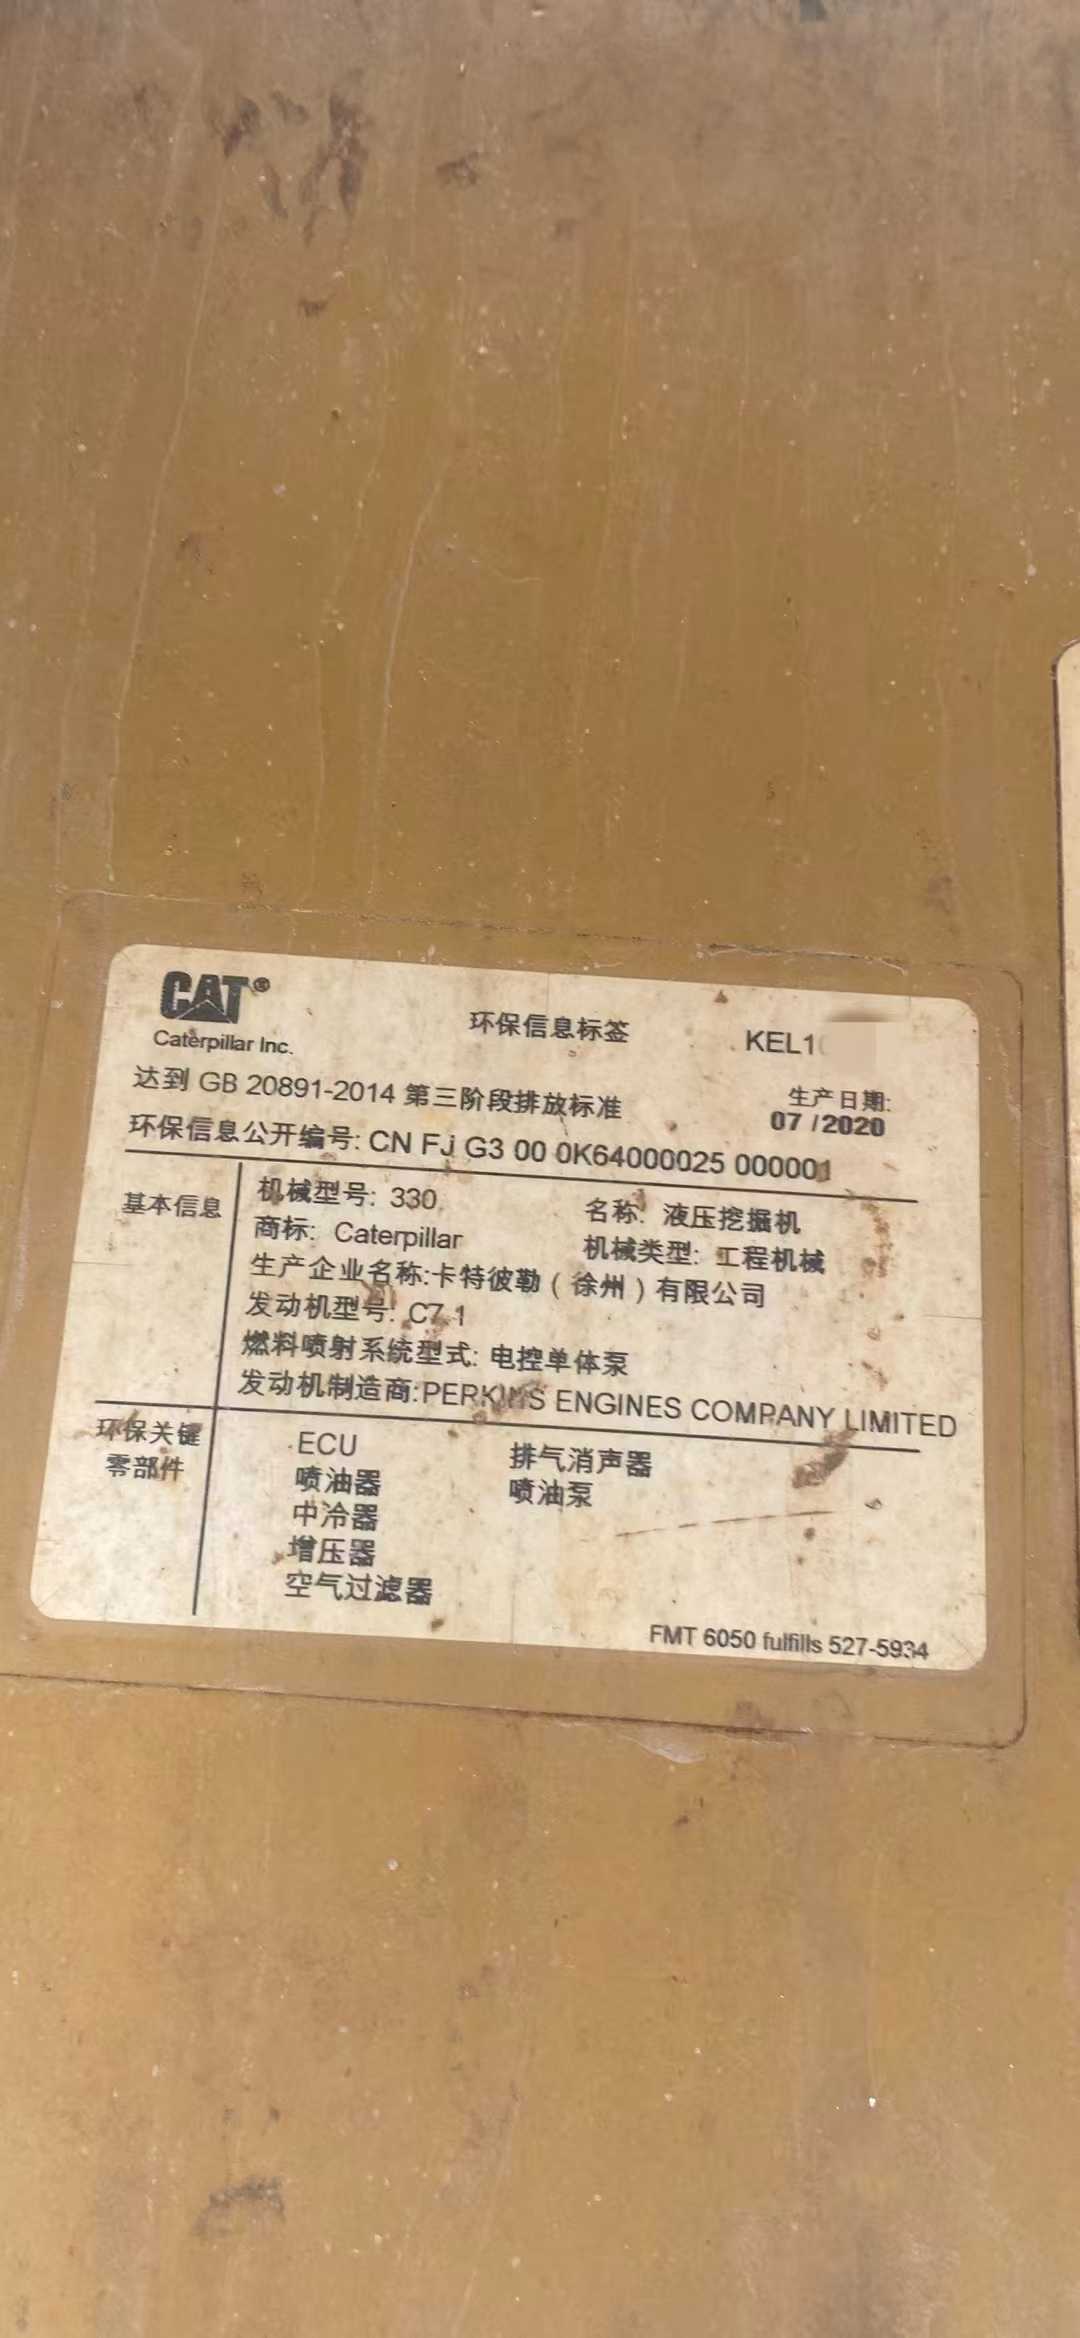 CAT®
Caterpillar Inc.
环保信息标签
KEL10
达到 GB 20891-2014 第三阶段排放标准
生产日期:
07 /2020
环保信息公开编号: CN FJ G3 00 0K64000025 000001
基本信息
机械型号: 330
名称: 液压挖掘机
商标: Caterpillar
机械类型: 工程机械
生产企业名称:卡特彼勒（徐州）有限公司
发动机型号: C7.1
燃料喷射系统型式: 电控单体泵
发动机制造商:PERKINS ENGINES COMPANY LIMITED
环保关键
零部件
ECU
喷油器
中冷器
增压器
空气过滤器
排气消声器
喷油泵
FMT 6050 fulfills 527-5934